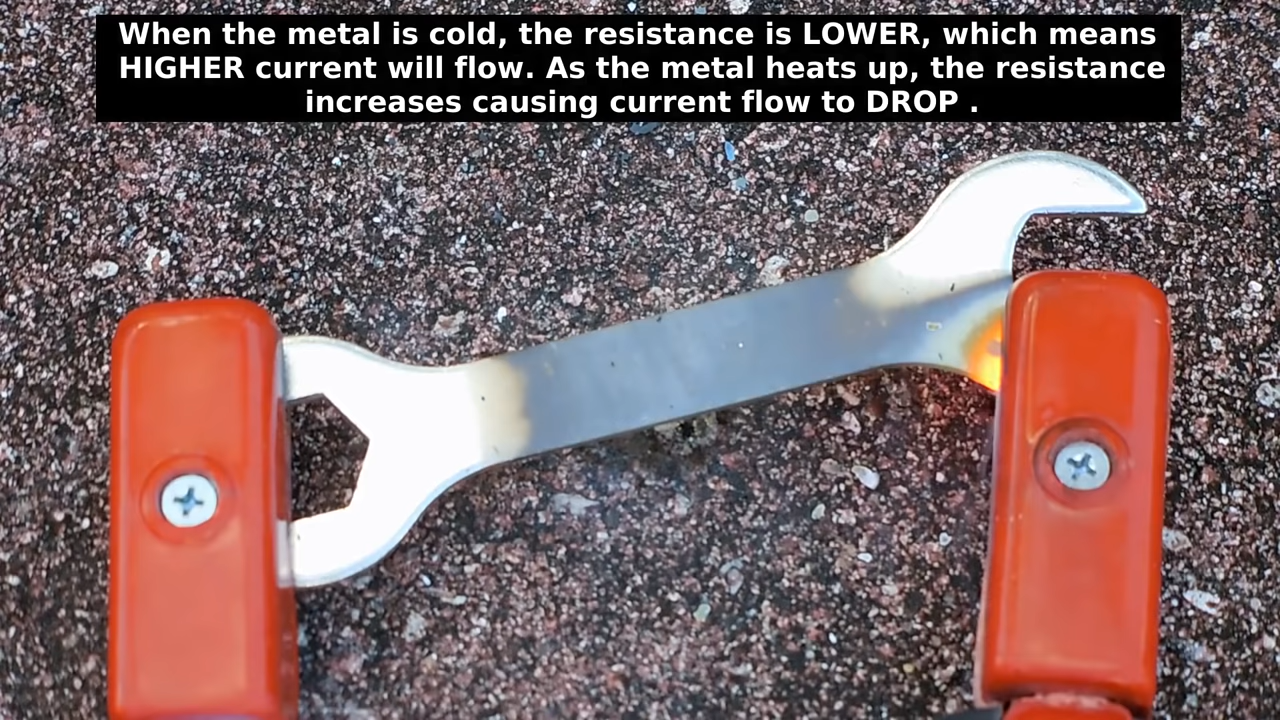 When the metal is cold, the resistance is LOWER, which means
HIGHER current will flow. As the metal heats up, the resistance
increases causing current flow to DROP .